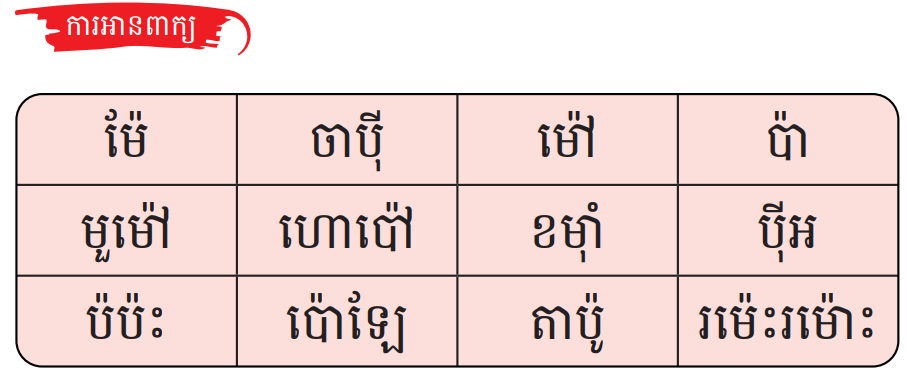 ការអានពាក្យ
ម៉ែ ចាប៉ី ម៉ៅ ប៉ា
មូម៉ៅ ហោប៉ៅ ខម៉ាំ ប៉ីអ
ប៉ប៉ះ ប៉ោឡែ តាប៉ូ រម៉េះរម៉ោះ